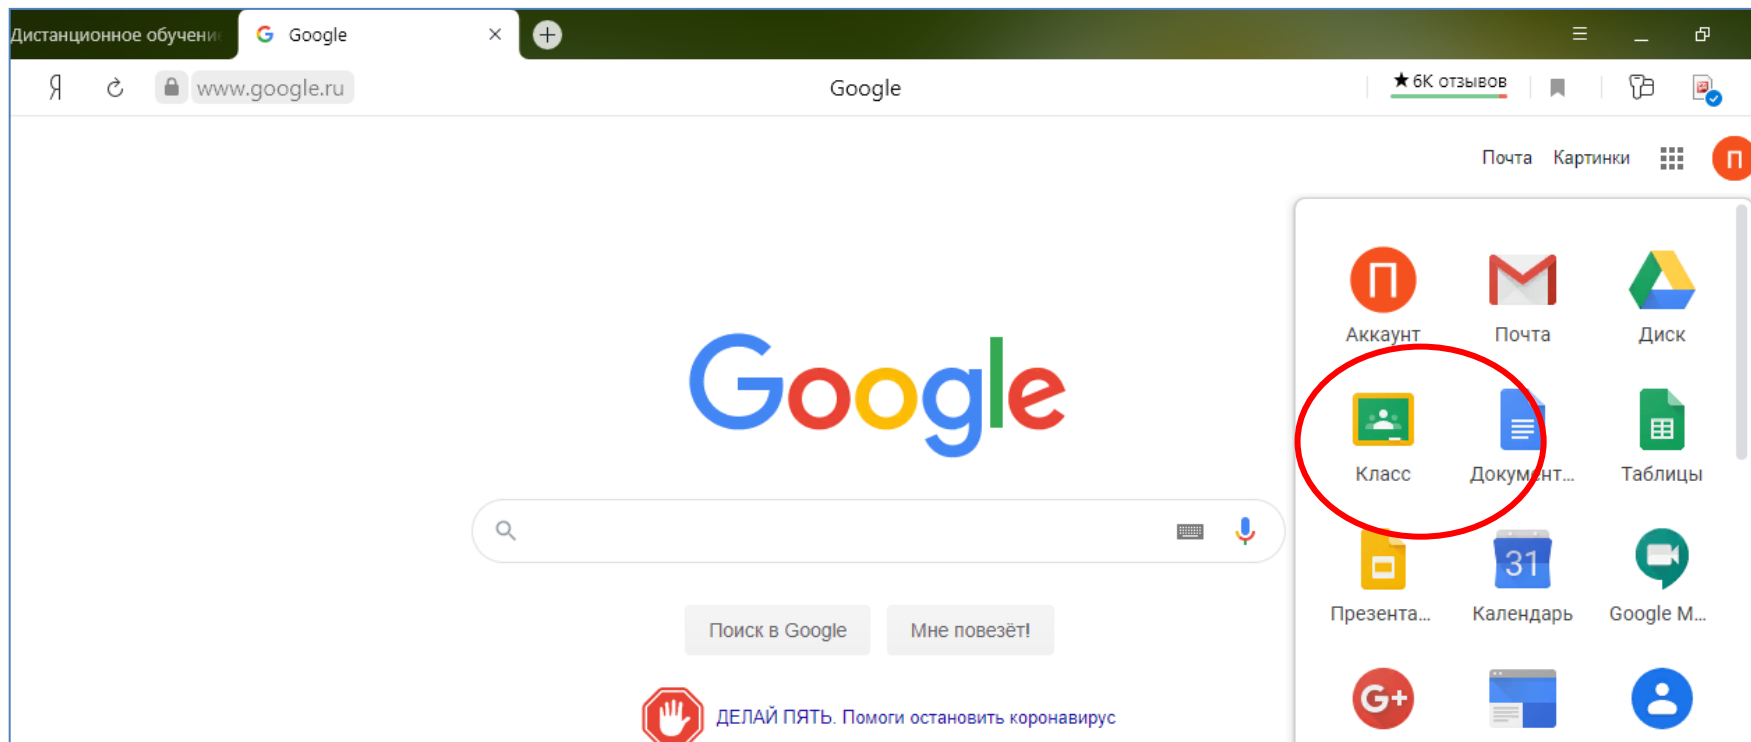 Дистанционное обучени
G Google
Я
www.google.ru
Google
★ 6K отзывов
Почта Картинки
П
П
Аккаунт Почта Диск
Google
Класс Документ... Таблицы
31
Презента... Календарь Google M...
Поиск в Google Мне повезёт!
G+
ДЕЛАЙ ПЯТЬ. Помоги остановить коронавирус